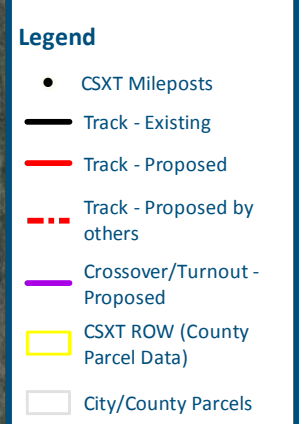 Legend
CSXT Mileposts
Track - Existing
Track - Proposed
Track - Proposed by
others
Crossover/Turnout -
Proposed
CSXT ROW (County
Parcel Data)
City/County Parcels